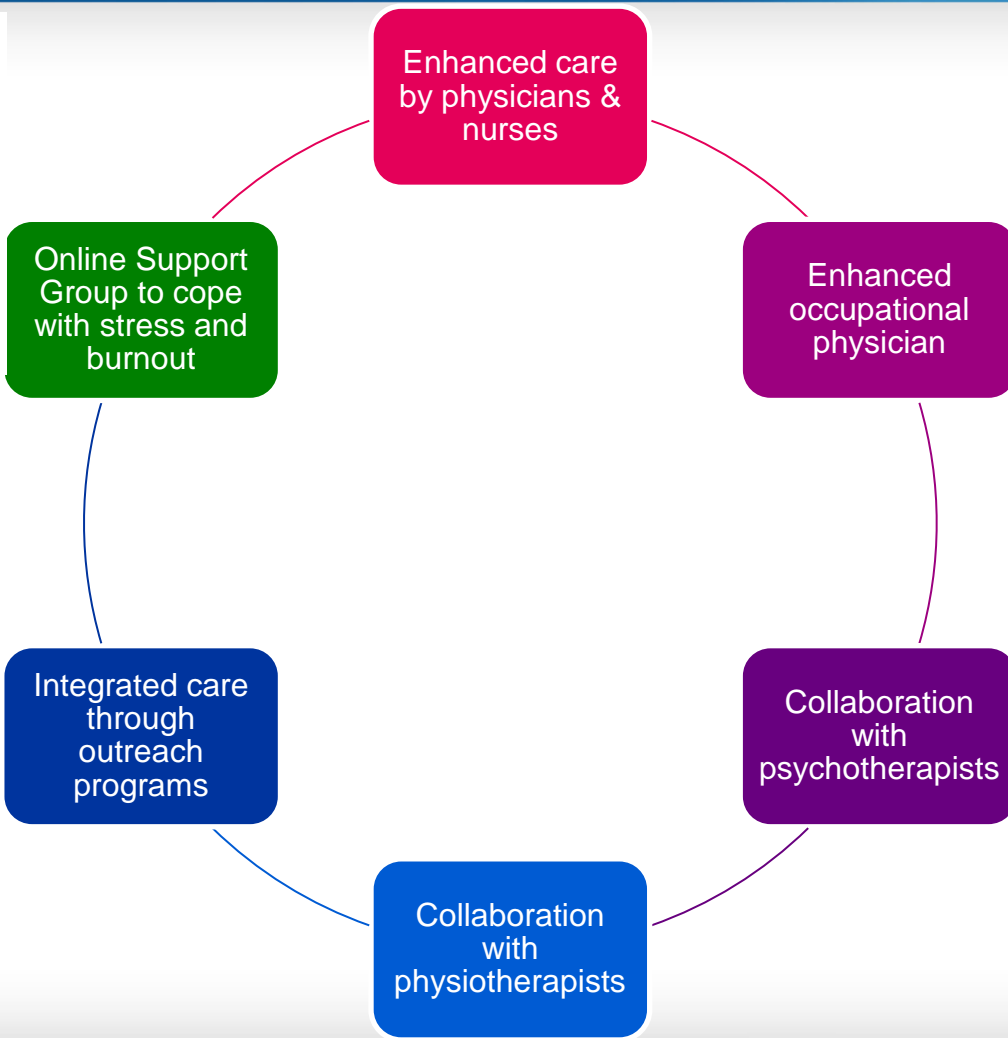 Enhanced care
by physicians &
nurses
Enhanced
occupational
physician
Collaboration
with
psychotherapists
Collaboration
with
physiotherapists
Integrated care
through
outreach
programs
Online Support
Group to cope
with stress and
burnout